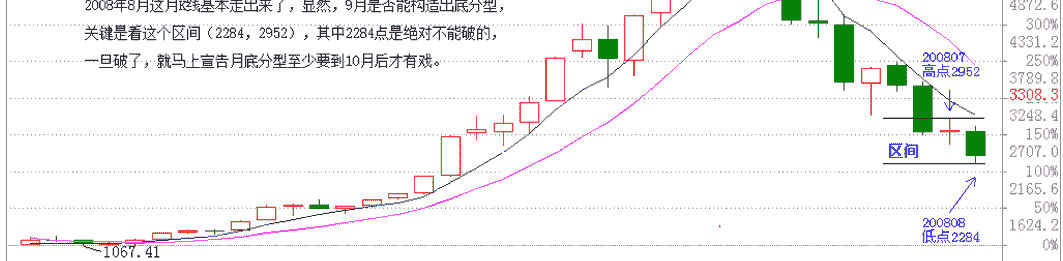 2008年8月这月K线基本走出来了，显然，9月是否能构造出底分型，
关键是看这个区间（2284，2952），其中2284点是绝对不能破的，
一旦破了，就马上宣告月底分型至少要到10月后才有戏。
200807
高点2952
区间
200808
低点2284
1067.41
4872.6
300%
4331.2
250%
3789.8
3308.3
3248.4
150%
2707.0
100%
2165.6
50%
1624.2
0%